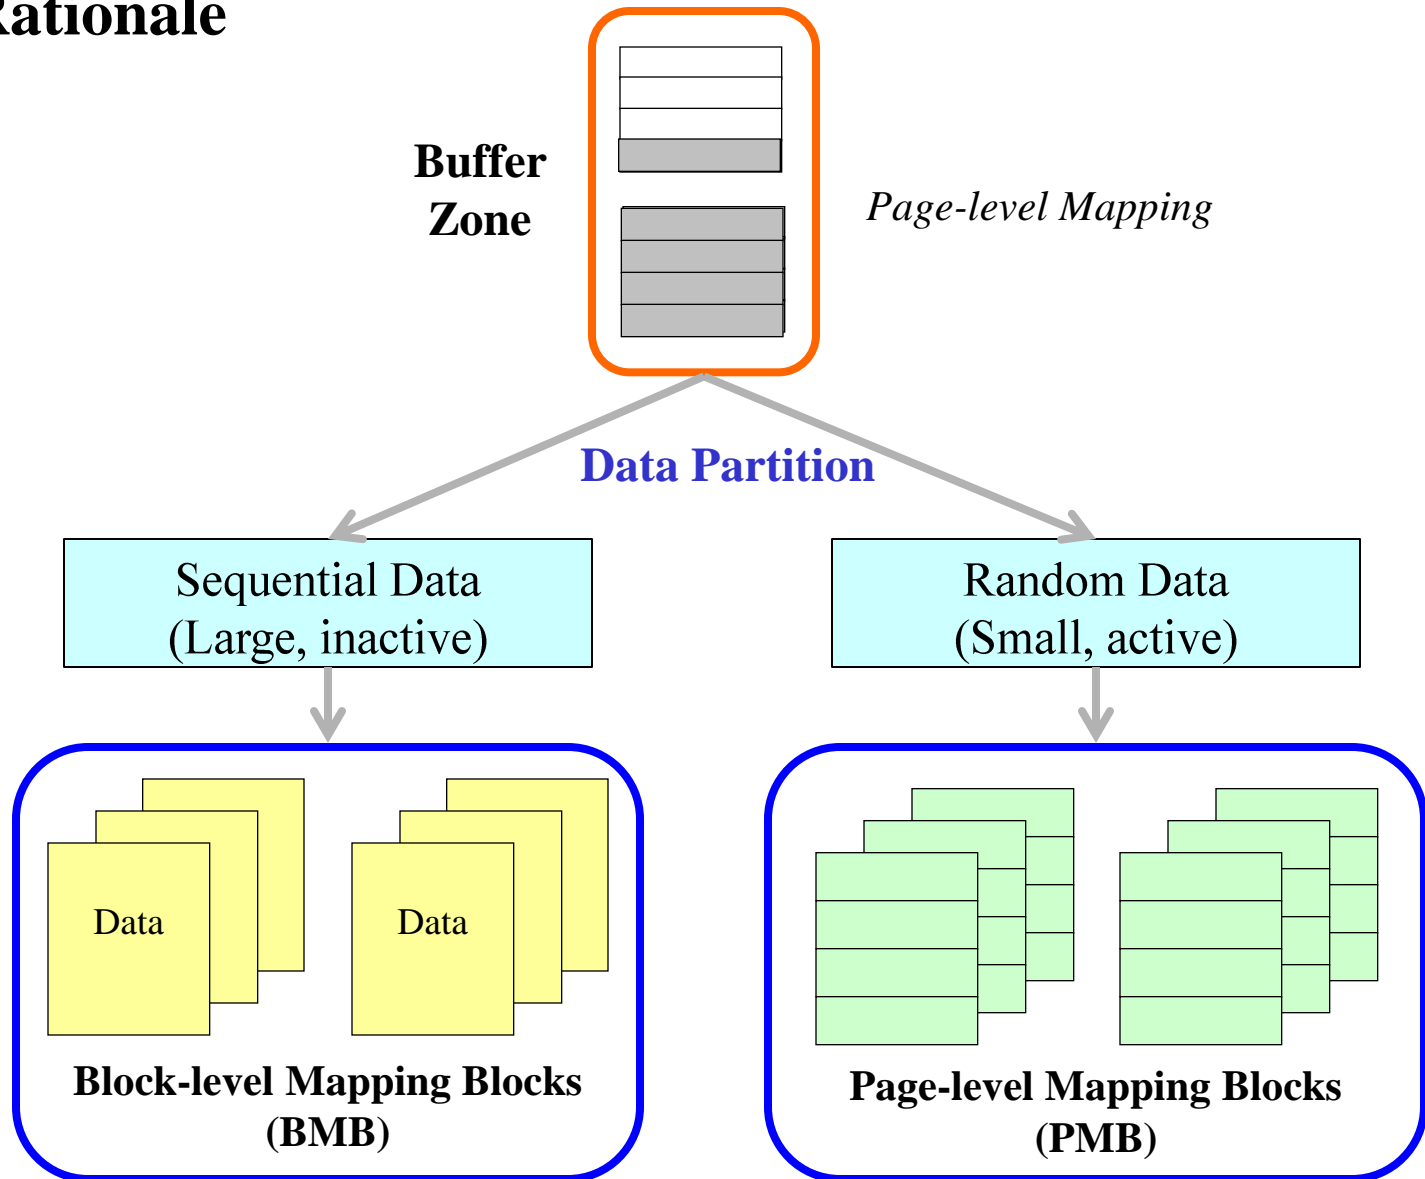 Rationale
Buffer
Zone
Page-level Mapping
Data Partition
Sequential Data
(Large, inactive)
Random Data
(Small, active)
Data
Data
Block-level Mapping Blocks
(BMB)
Page-level Mapping Blocks
(PMB)